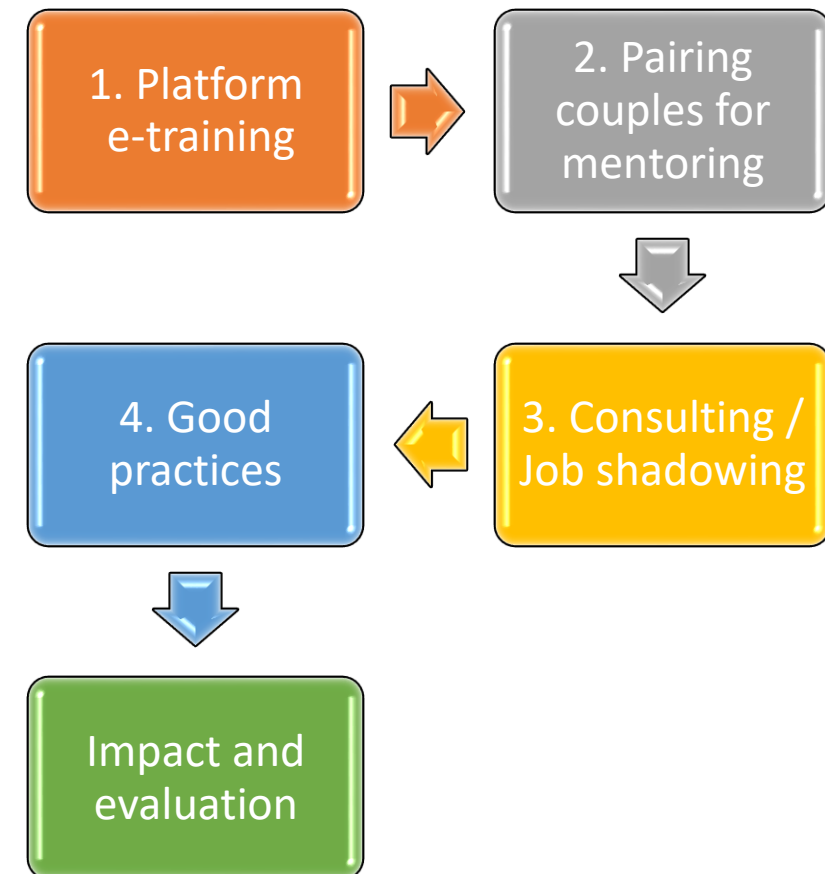 1. Platform
e-training
2. Pairing
couples for
mentoring
3. Consulting /
Job shadowing
4. Good
practices
Impact and
evaluation